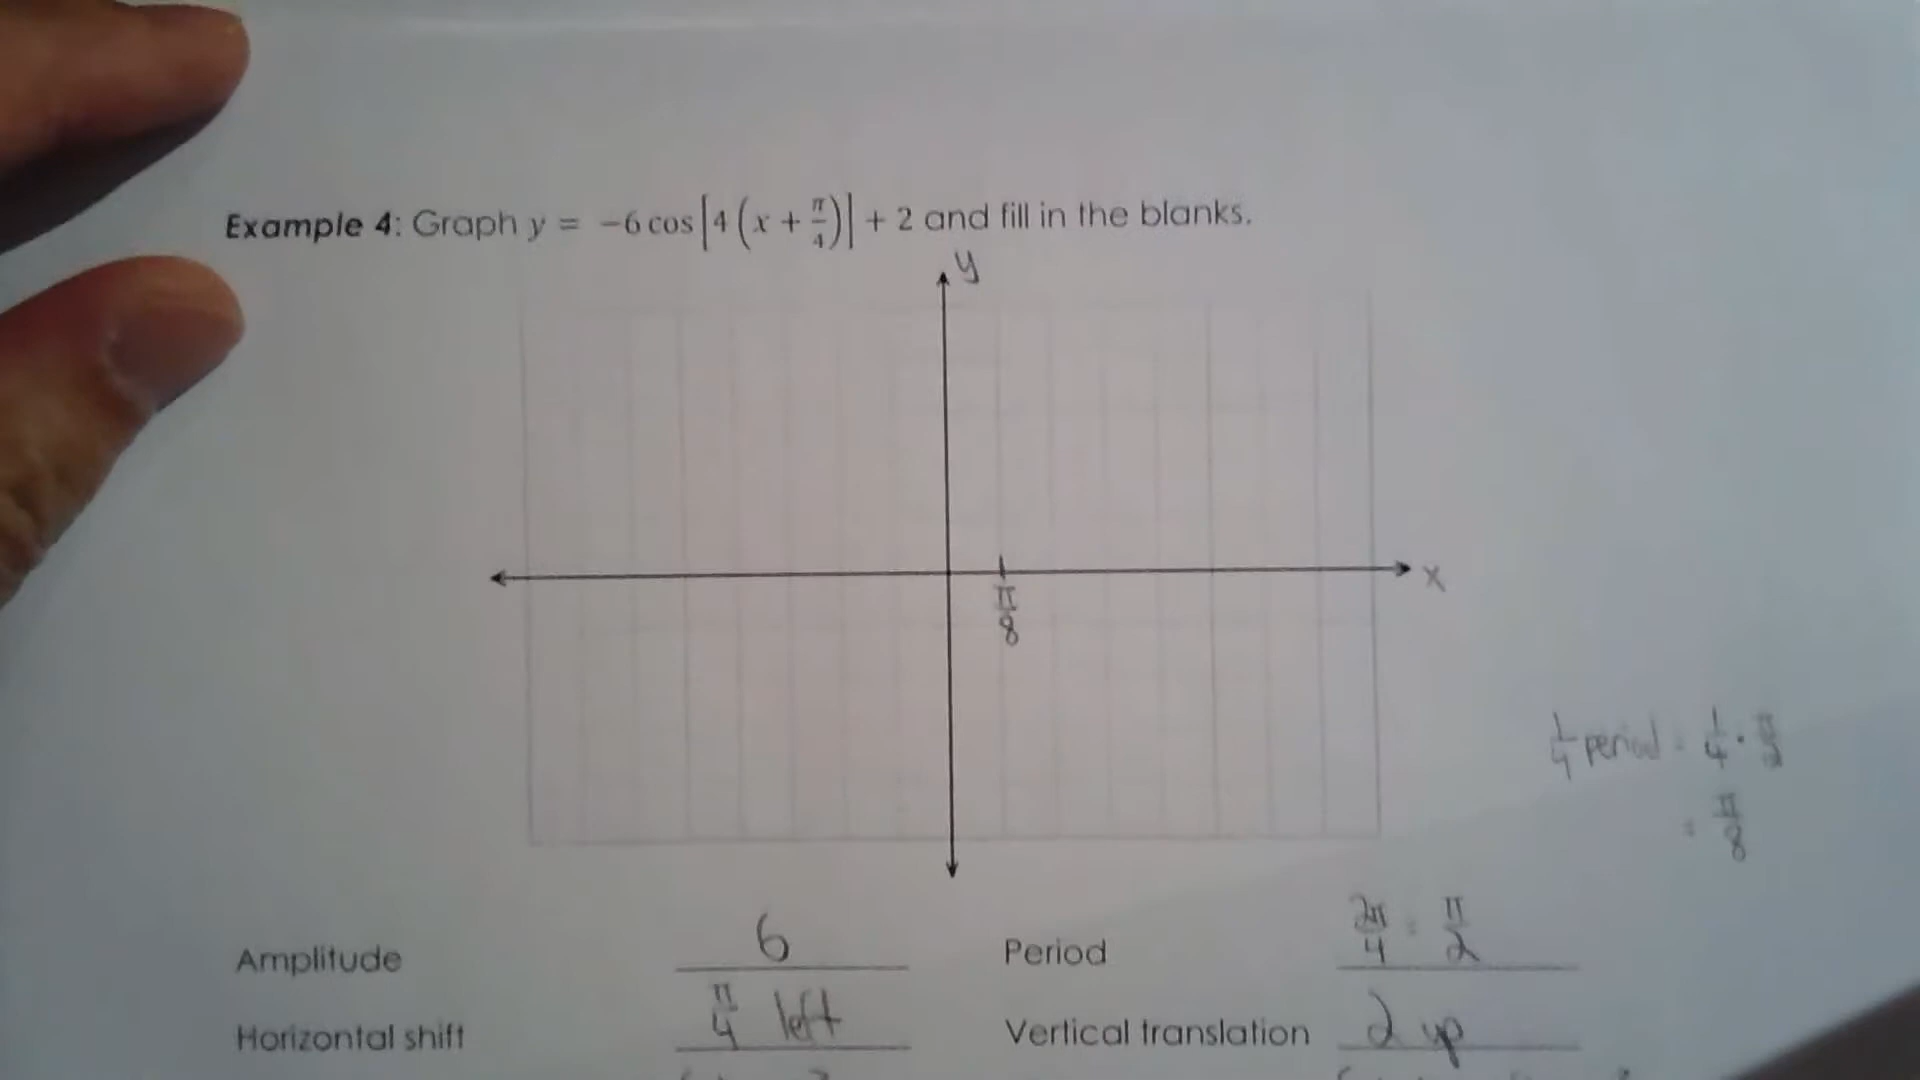 Example 4: Graph y = −6 cos[4(x + π/4)] + 2 and fill in the blanks.
y
x
π/8
1/4 period = 1/4 · π/2
= π/8
Amplitude 6 Period 2π/4 = π/2
Horizontal shift π/4 left Vertical translation 2 up